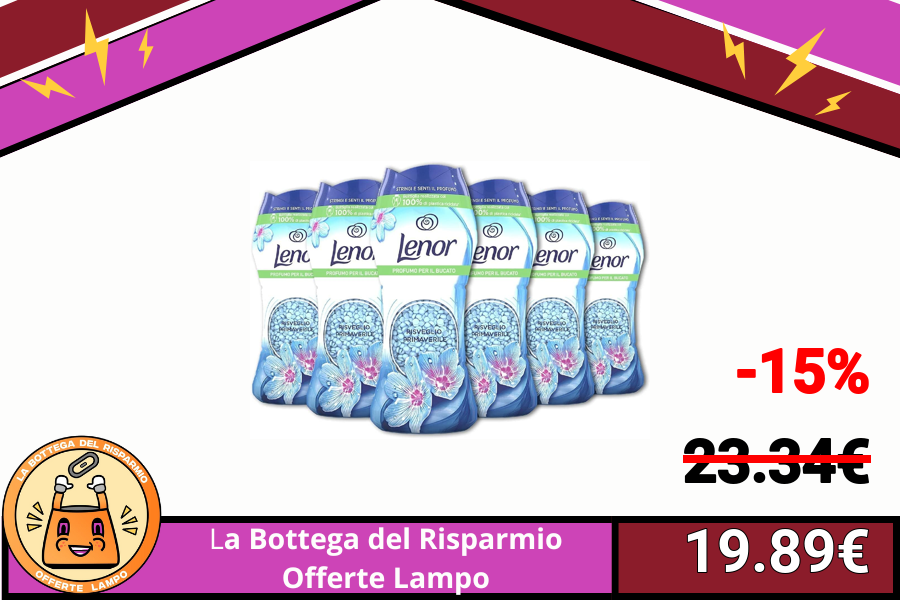 STRINGI E SENTI IL PROFUMO
100%
Lenor
PROFUMO PER IL BUCATO
RISVEGLIO
PRIMAVERILE
-15%
23.34€
LA BOTTEGA DEL RISPARMIO
OFFERTE LAMPO
La Bottega del Risparmio
Offerte Lampo
19.89€